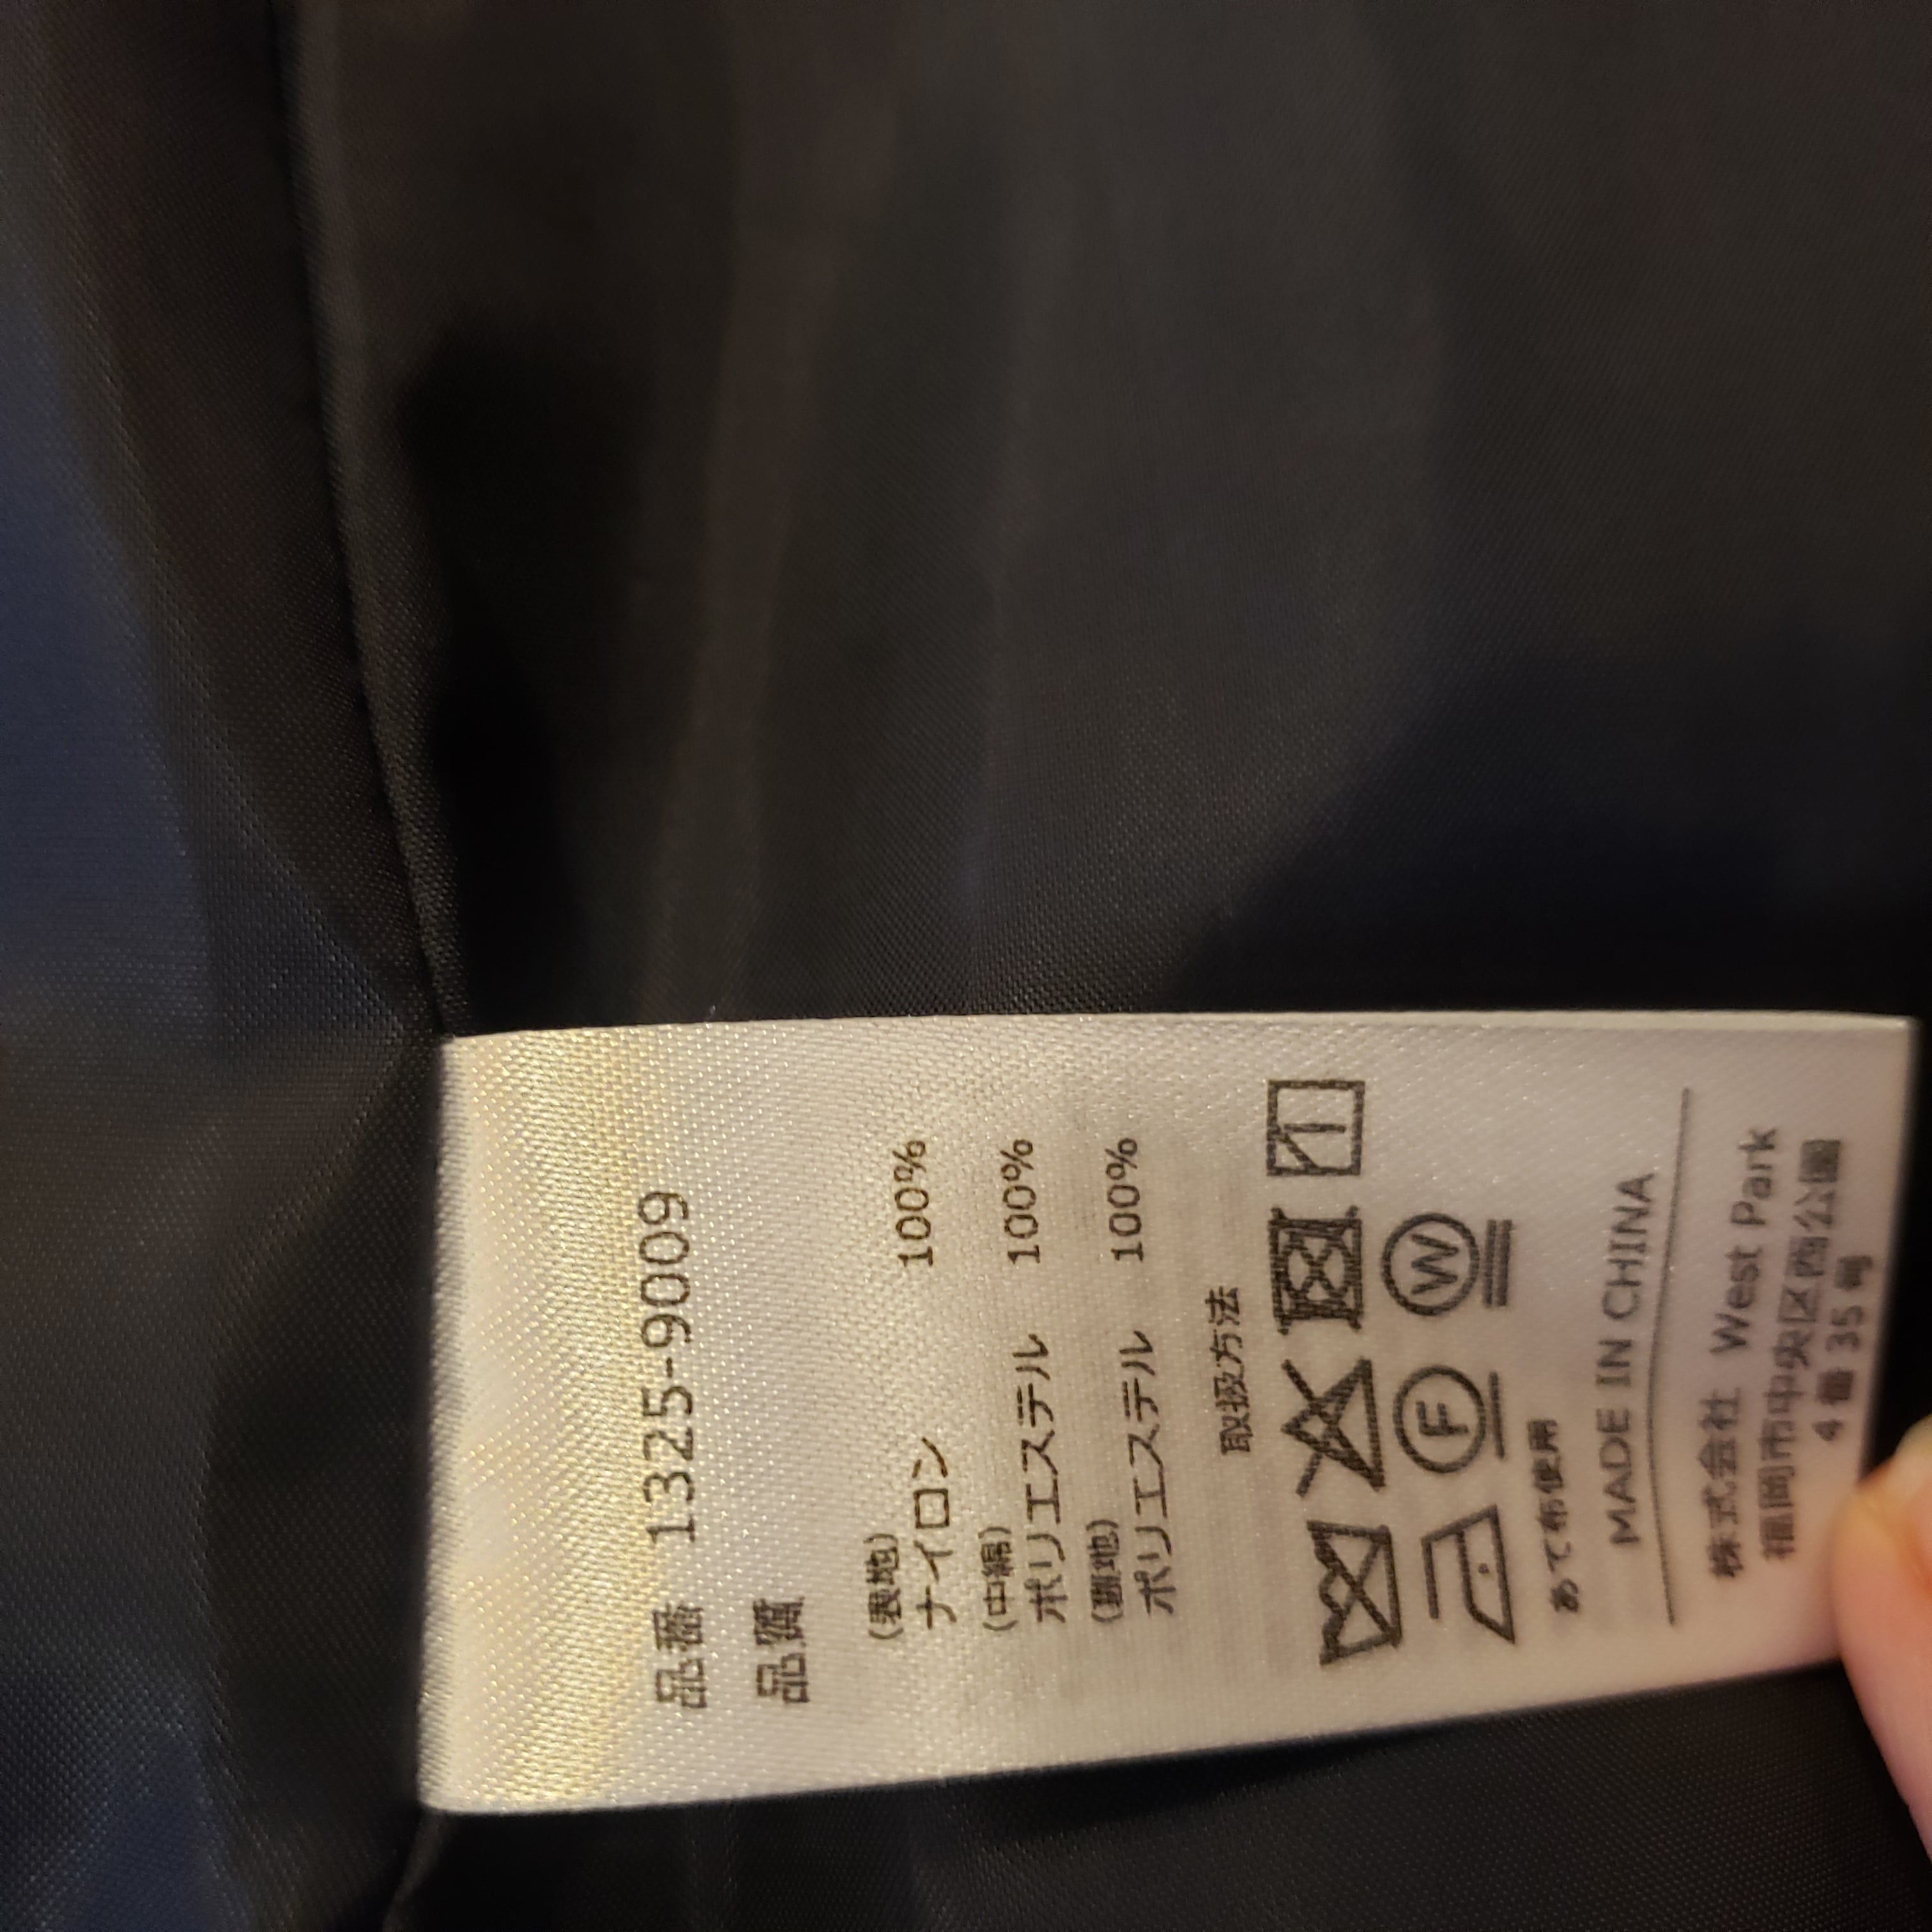 品番 1325-9009
品質
(表地)
ナイロン 100%
(中綿)
ポリエステル 100%
(裏地)
ポリエステル 100%
取扱方法
F W
あて布使用
MADE IN CHINA
株式会社 West Park
福岡市中央区西公園
4番35号